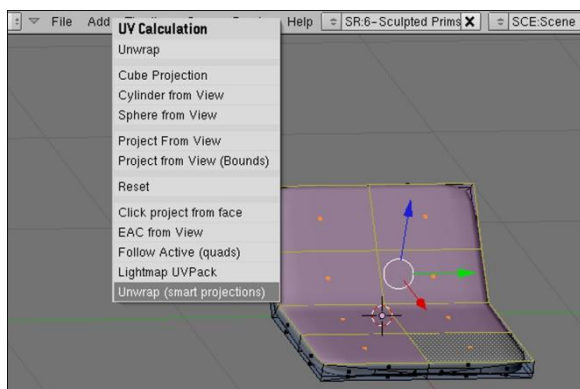 File Add Help SR:6-Sculpted Prims SCE:Scene
UV Calculation
Unwrap
Cube Projection
Cylinder from View
Sphere from View
Project From View
Project from View (Bounds)
Reset
Click project from face
EAC from View
Follow Active (quads)
Lightmap UVPack
Unwrap (smart projections)